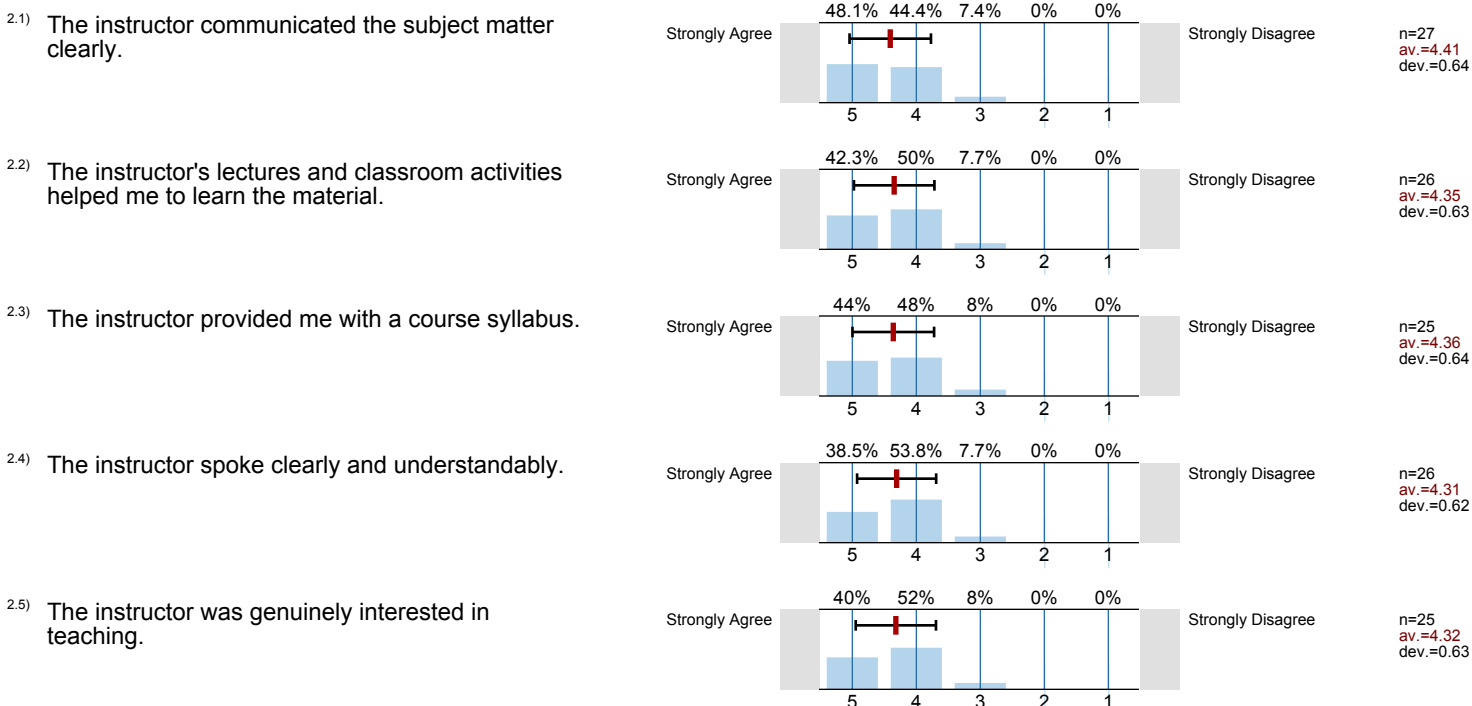 48.1% 44.4% 7.4% 0% 0%
2.1) The instructor communicated the subject matter
clearly.
Strongly Agree
Strongly Disagree
n=27
av.=4.41
dev.=0.64
5 4 3 2 1
42.3% 50% 7.7% 0% 0%
2.2) The instructor's lectures and classroom activities
helped me to learn the material.
Strongly Agree
Strongly Disagree
n=26
av.=4.35
dev.=0.63
5 4 3 2 1
44% 48% 8% 0% 0%
2.3) The instructor provided me with a course syllabus.
Strongly Agree
Strongly Disagree
n=25
av.=4.36
dev.=0.64
5 4 3 2 1
38.5% 53.8% 7.7% 0% 0%
2.4) The instructor spoke clearly and understandably.
Strongly Agree
Strongly Disagree
n=26
av.=4.31
dev.=0.62
5 4 3 2 1
40% 52% 8% 0% 0%
2.5) The instructor was genuinely interested in
teaching.
Strongly Agree
Strongly Disagree
n=25
av.=4.32
dev.=0.63
5 4 3 2 1